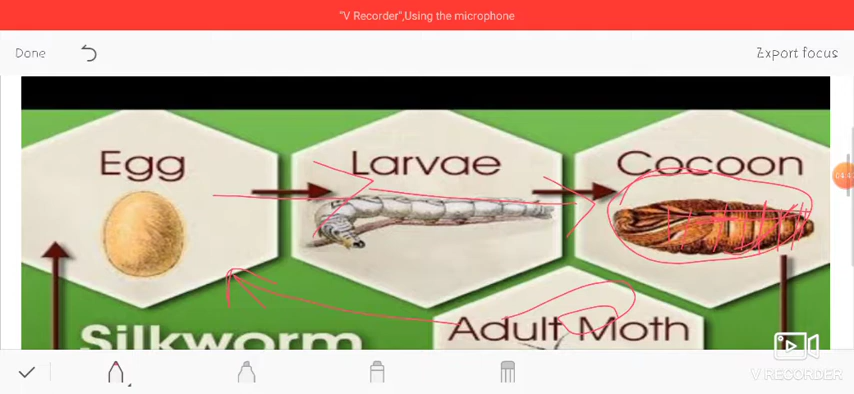 "V Recorder",Using the microphone
Done
Export focus
Egg
Larvae
Cocoon
Adult Moth
Silkworm
V RECORDER